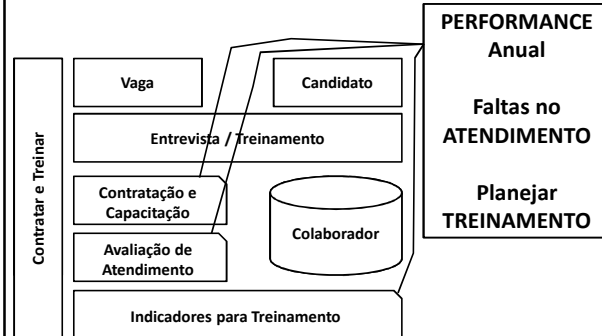 PERFORMANCE
Anual
Faltas no
ATENDIMENTO
Planejar
TREINAMENTO
Contratar e Treinar
Vaga
Candidato
Entrevista / Treinamento
Contratação e
Capacitação
Colaborador
Avaliação de
Atendimento
Indicadores para Treinamento